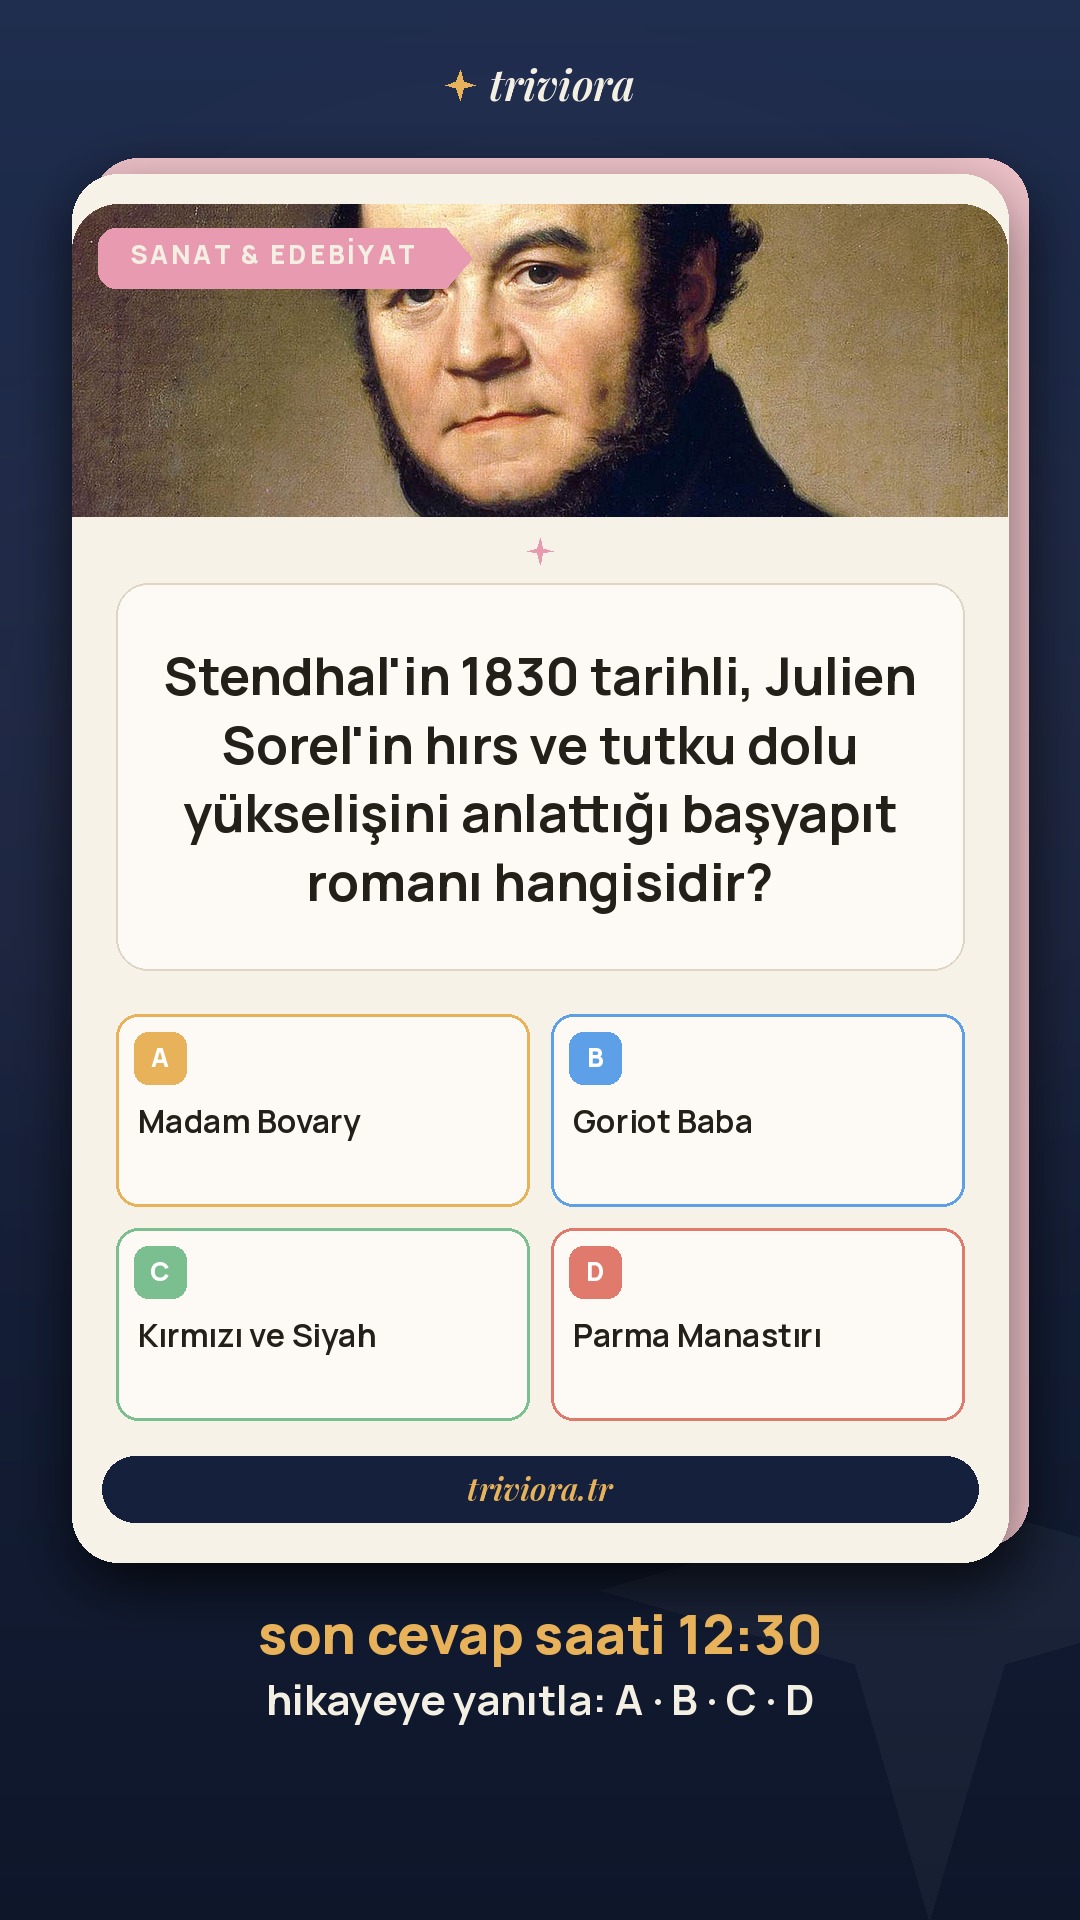 triviora
SANAT & EDEBİYAT
Stendhal'in 1830 tarihli, Julien
Sorel'in hırs ve tutku dolu
yükselişini anlattığı başyapıt
romanı hangisidir?
A
Madam Bovary
B
Goriot Baba
C
Kırmızı ve Siyah
D
Parma Manastırı
triviora.tr
son cevap saati 12:30
hikayeye yanıtla: A · B · C · D